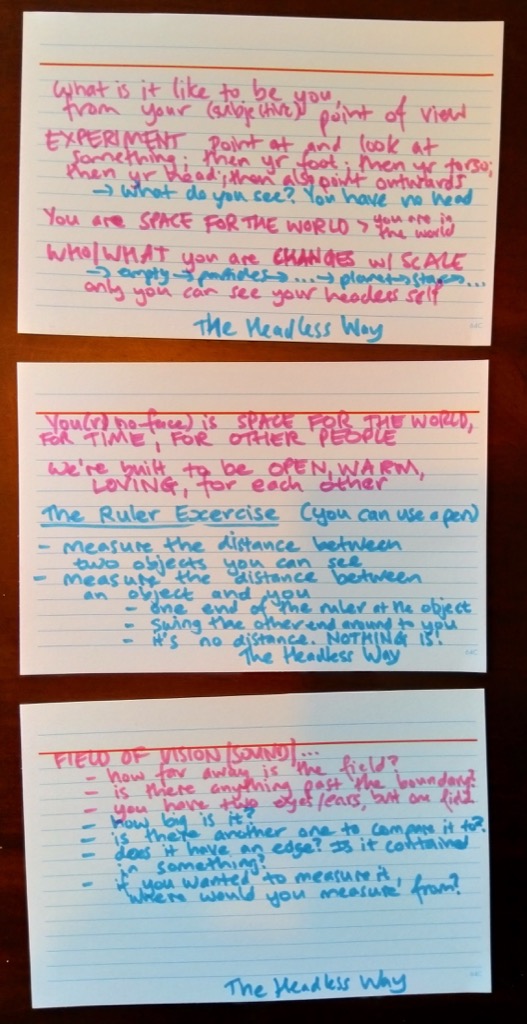 What is it like to be you
from your (subjective) point of view
EXPERIMENT point at and look at
something; then yr foot; then yr torso;
then yr head; then also point outwards
→ what do you see? You have no head
You are SPACE FOR THE WORLD > you are in
the world
WHO/WHAT you are CHANGES w/ SCALE
→ empty → particles → ... → planet → stars → ...
only you can see your headless self
The Headless Way
You(r) no-face) is SPACE FOR THE WORLD,
FOR TIME, FOR OTHER PEOPLE
We're built to be OPEN, WARM,
LOVING, for each other
The Ruler Excercise (you can use a pen)
- measure the distance between
two objects you can see
- measure the distance between
an object and you
- one end of the ruler at the object
- swing the other end around to you
- it's no distance. NOTHING IS!
The Headless Way
FIELD OF VISION/SOUND/...
- how far away is the field?
- is there anything past the boundary?
- you have two eyes/ears, but one field
- How big is it?
- is there another one to compare it to?
- does it have an edge? Is it contained
in something?
- if you wanted to measure it,
where would you measure from?
The Headless Way